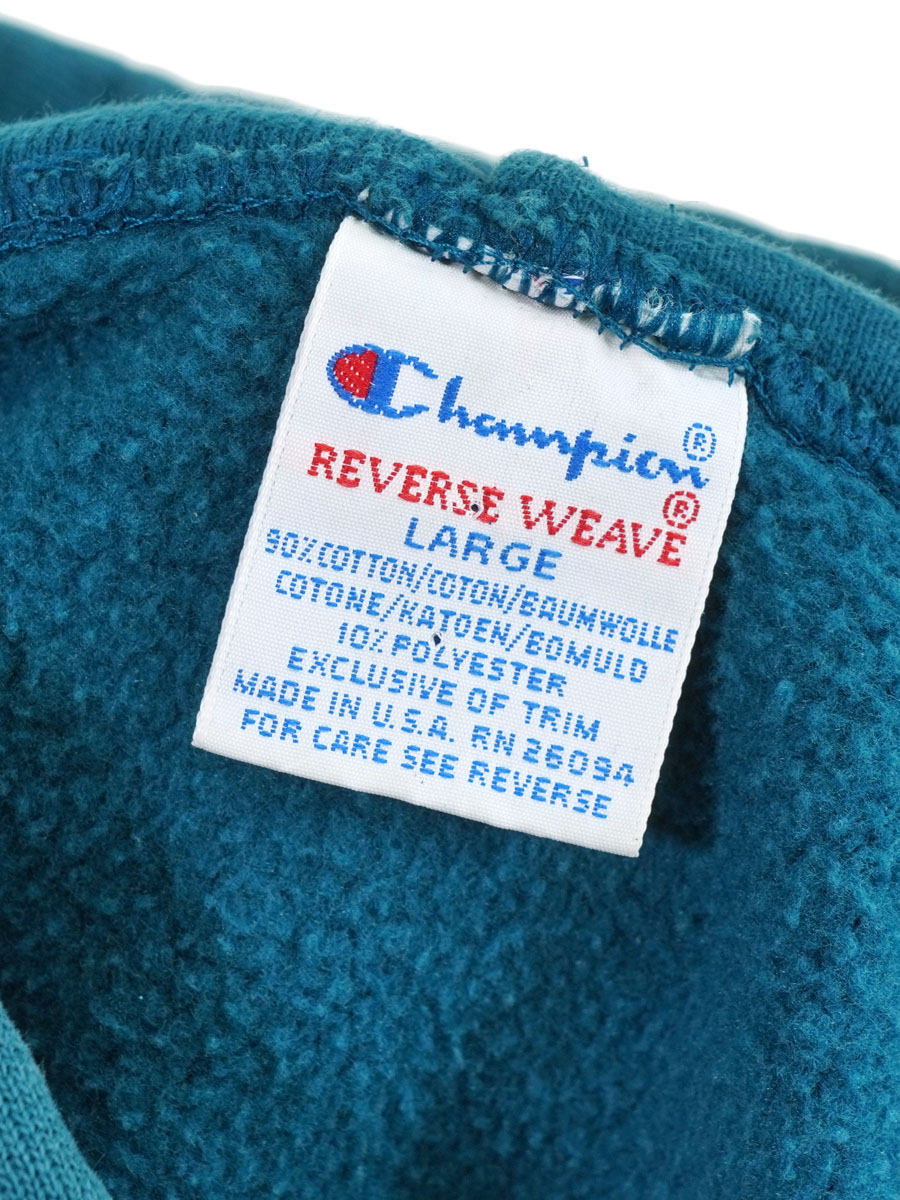 Champion®
REVERSE WEAVE®
LARGE
90% COTTON/COTON/BAUMWOLLE
COTONE/KATOEN/BOMULD
10% POLYESTER
EXCLUSIVE OF TRIM
MADE IN U.S.A. RN 26094
FOR CARE SEE REVERSE